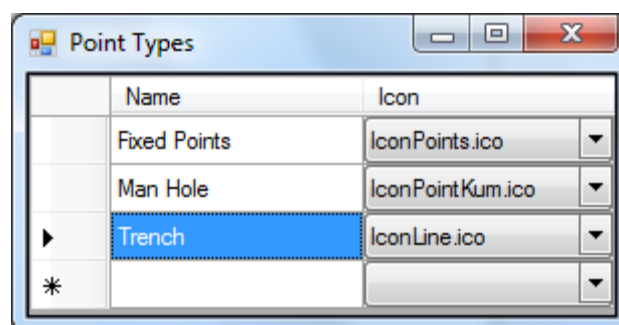 Point Types
Name Icon
Fixed Points IconPoints.ico
Man Hole IconPointKum.ico
Trench IconLine.ico